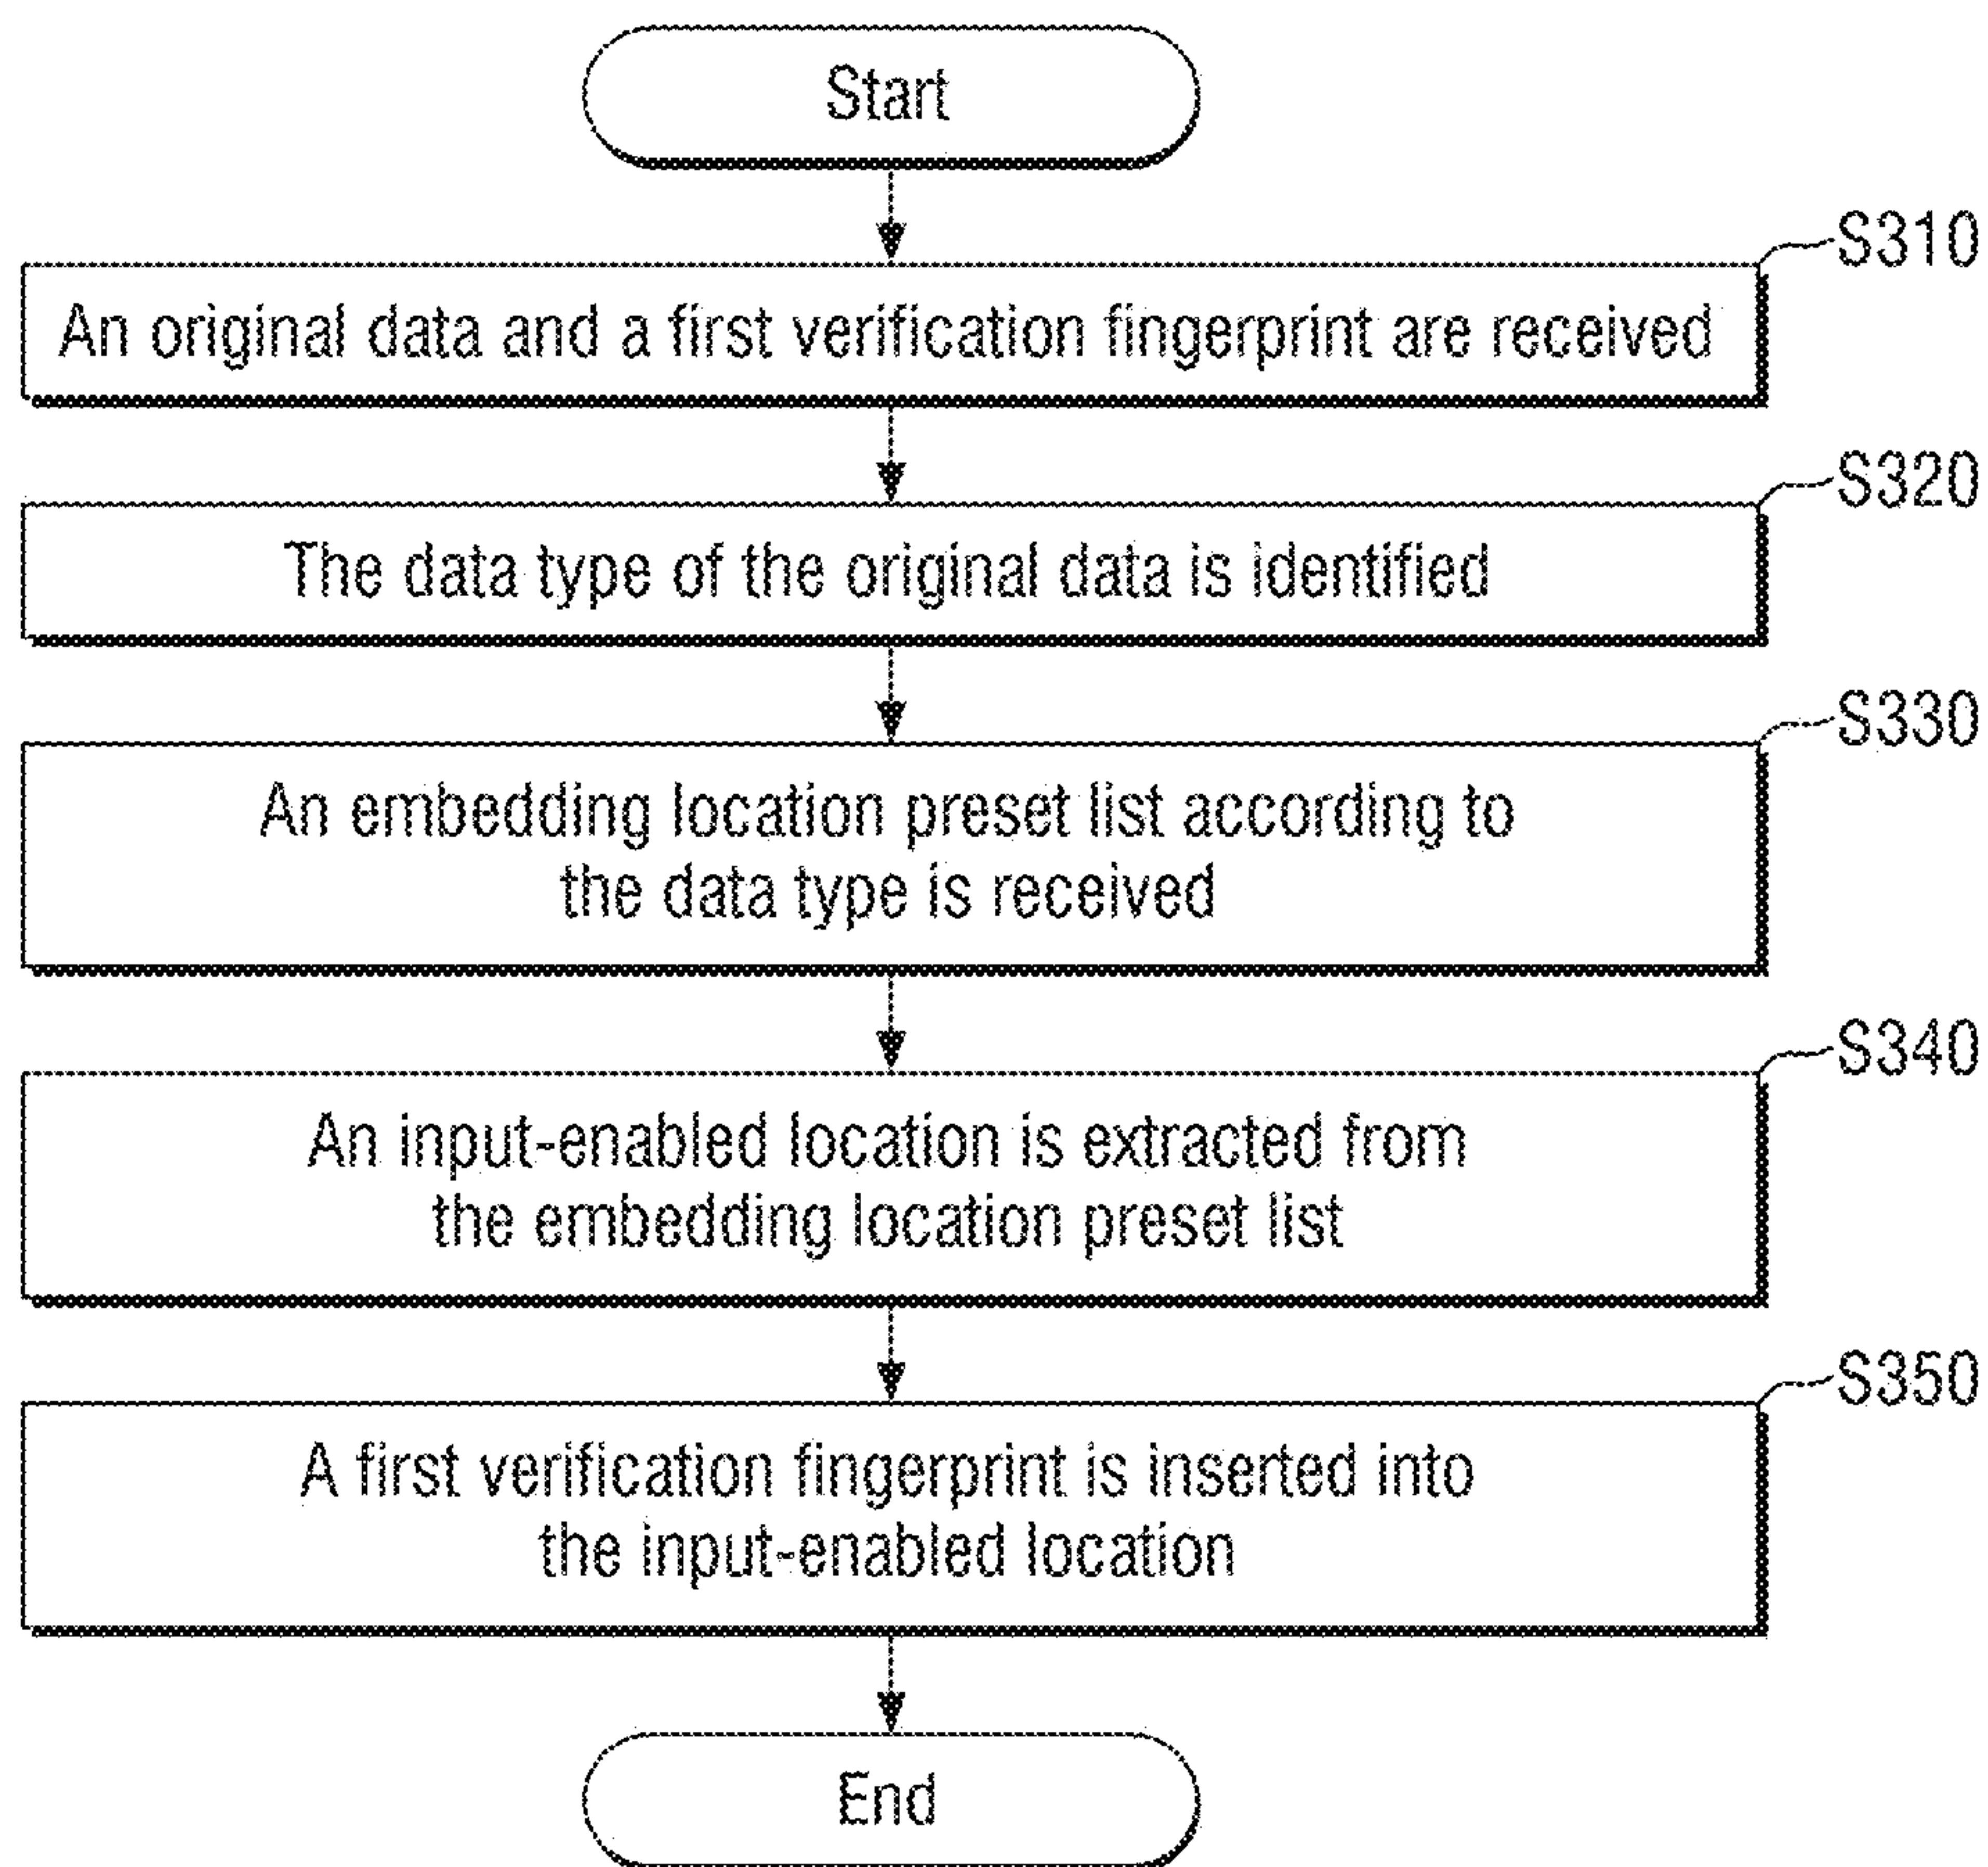 Start
S310
An original data and a first verification fingerprint are received
S320
The data type of the original data is identified
S330
An embedding location preset list according to
the data type is received
S340
An input-enabled location is extracted from
the embedding location preset list
S350
A first verification fingerprint is inserted into
the input-enabled location
End